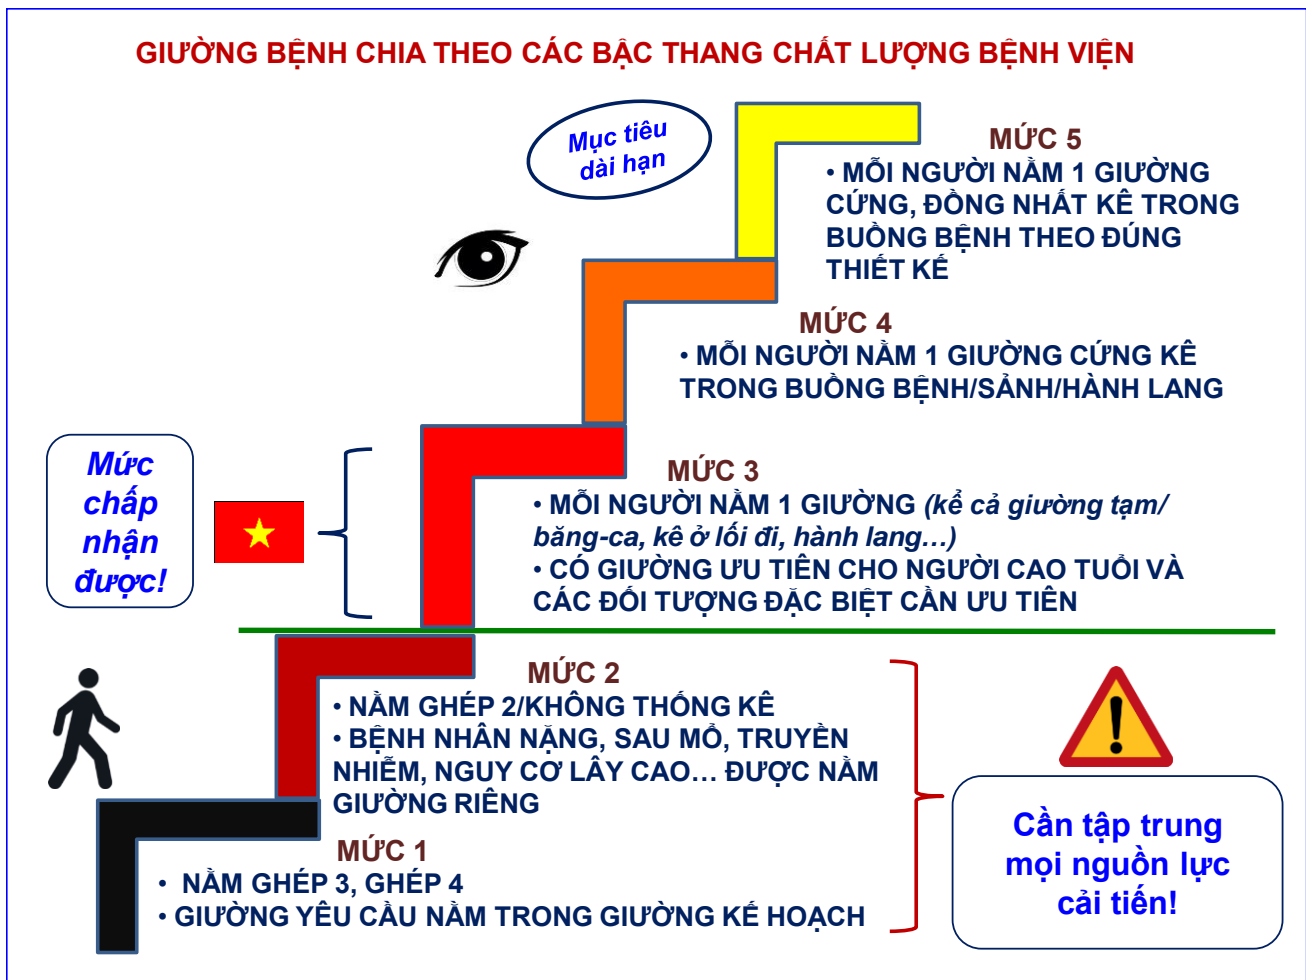 GIƯỜNG BỆNH CHIA THEO CÁC BẬC THANG CHẤT LƯỢNG BỆNH VIỆN
Mục tiêu
dài hạn
MỨC 5
• MỖI NGƯỜI NẰM 1 GIƯỜNG
CỨNG, ĐỒNG NHẤT KÊ TRONG
BUỒNG BỆNH THEO ĐÚNG
THIẾT KẾ
MỨC 4
• MỖI NGƯỜI NẰM 1 GIƯỜNG CỨNG KÊ
TRONG BUỒNG BỆNH/SẢNH/HÀNH LANG
Mức
chấp
nhận
được!
MỨC 3
• MỖI NGƯỜI NẰM 1 GIƯỜNG (kể cả giường tạm/
băng-ca, kê ở lối đi, hành lang…)
• CÓ GIƯỜNG ƯU TIÊN CHO NGƯỜI CAO TUỔI VÀ
CÁC ĐỐI TƯỢNG ĐẶC BIỆT CẦN ƯU TIÊN
MỨC 2
• NẰM GHÉP 2/KHÔNG THỐNG KÊ
• BỆNH NHÂN NẶNG, SAU MỔ, TRUYỀN
NHIỄM, NGUY CƠ LÂY CAO… ĐƯỢC NẰM
GIƯỜNG RIÊNG
MỨC 1
• NẰM GHÉP 3, GHÉP 4
• GIƯỜNG YÊU CẦU NẰM TRONG GIƯỜNG KẾ HOẠCH
Cần tập trung
mọi nguồn lực
cải tiến!